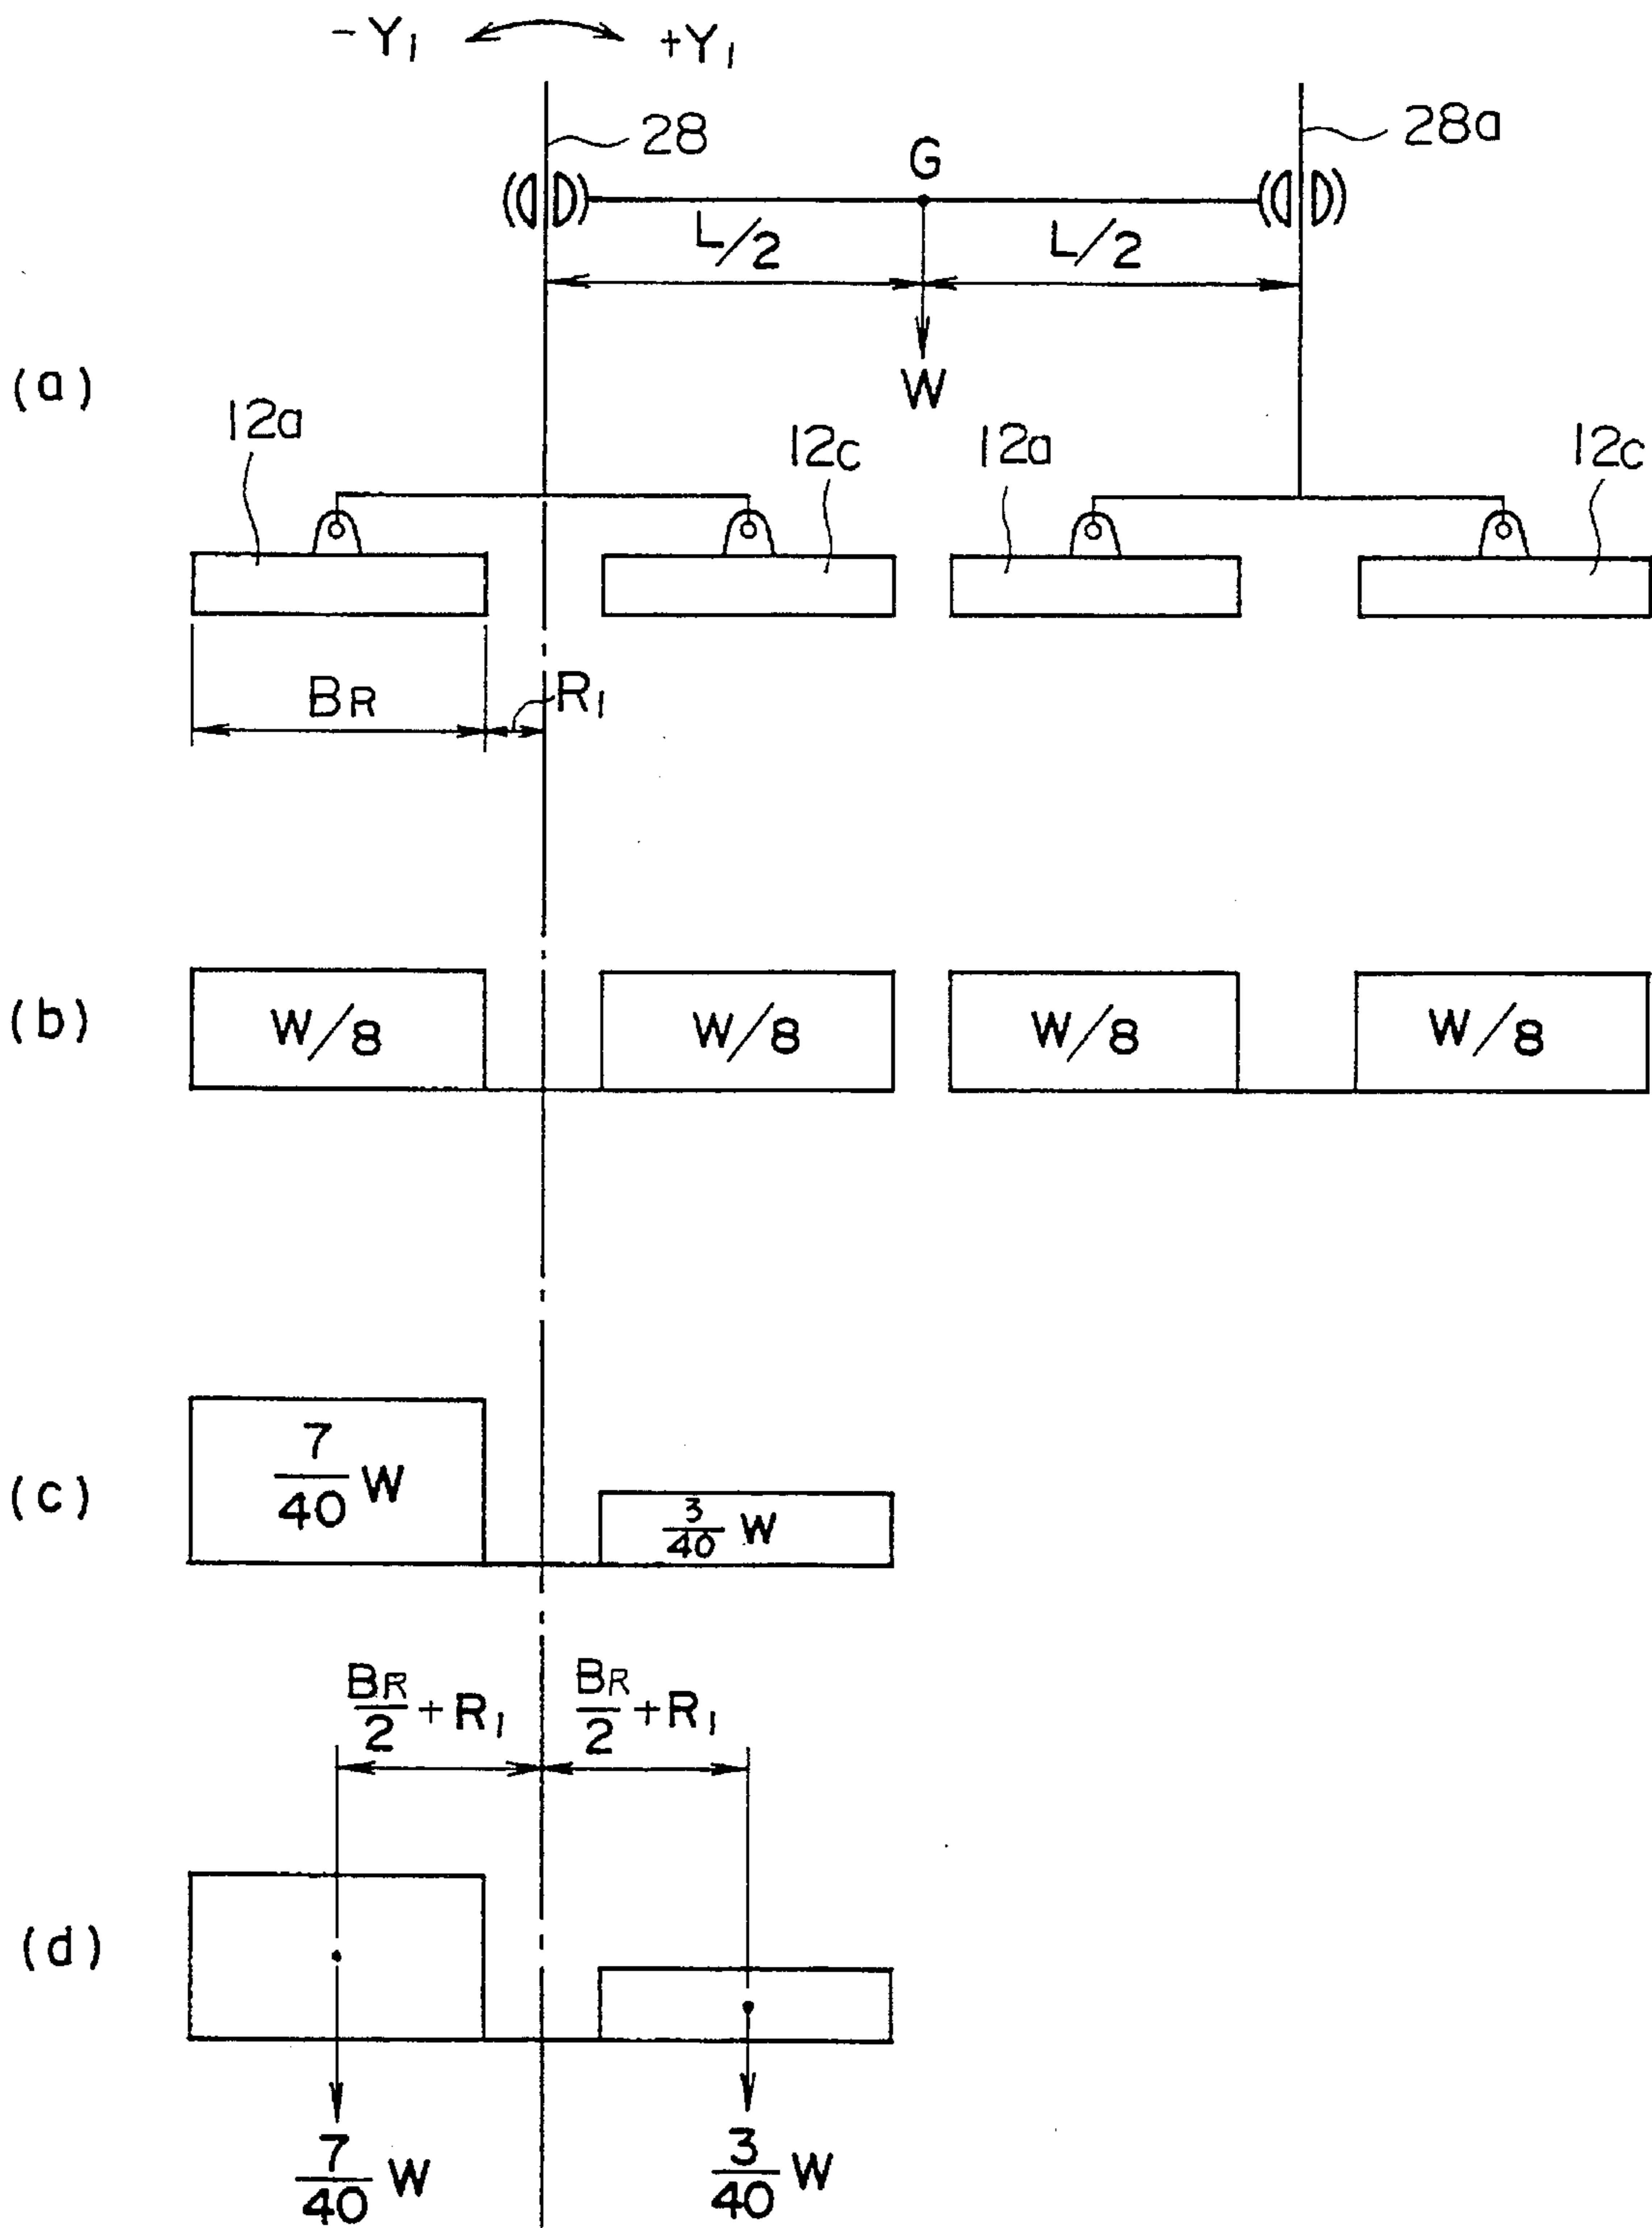 -Y₁ +Y₁
28 28a
G
L/2 L/2
W
(a)
12a 12c 12a 12c
BR R₁
(b) W/8 W/8 W/8 W/8
(c) 7/40 W 3/40 W
BR/2 + R₁ BR/2 + R₁
(d)
7/40 W 3/40 W